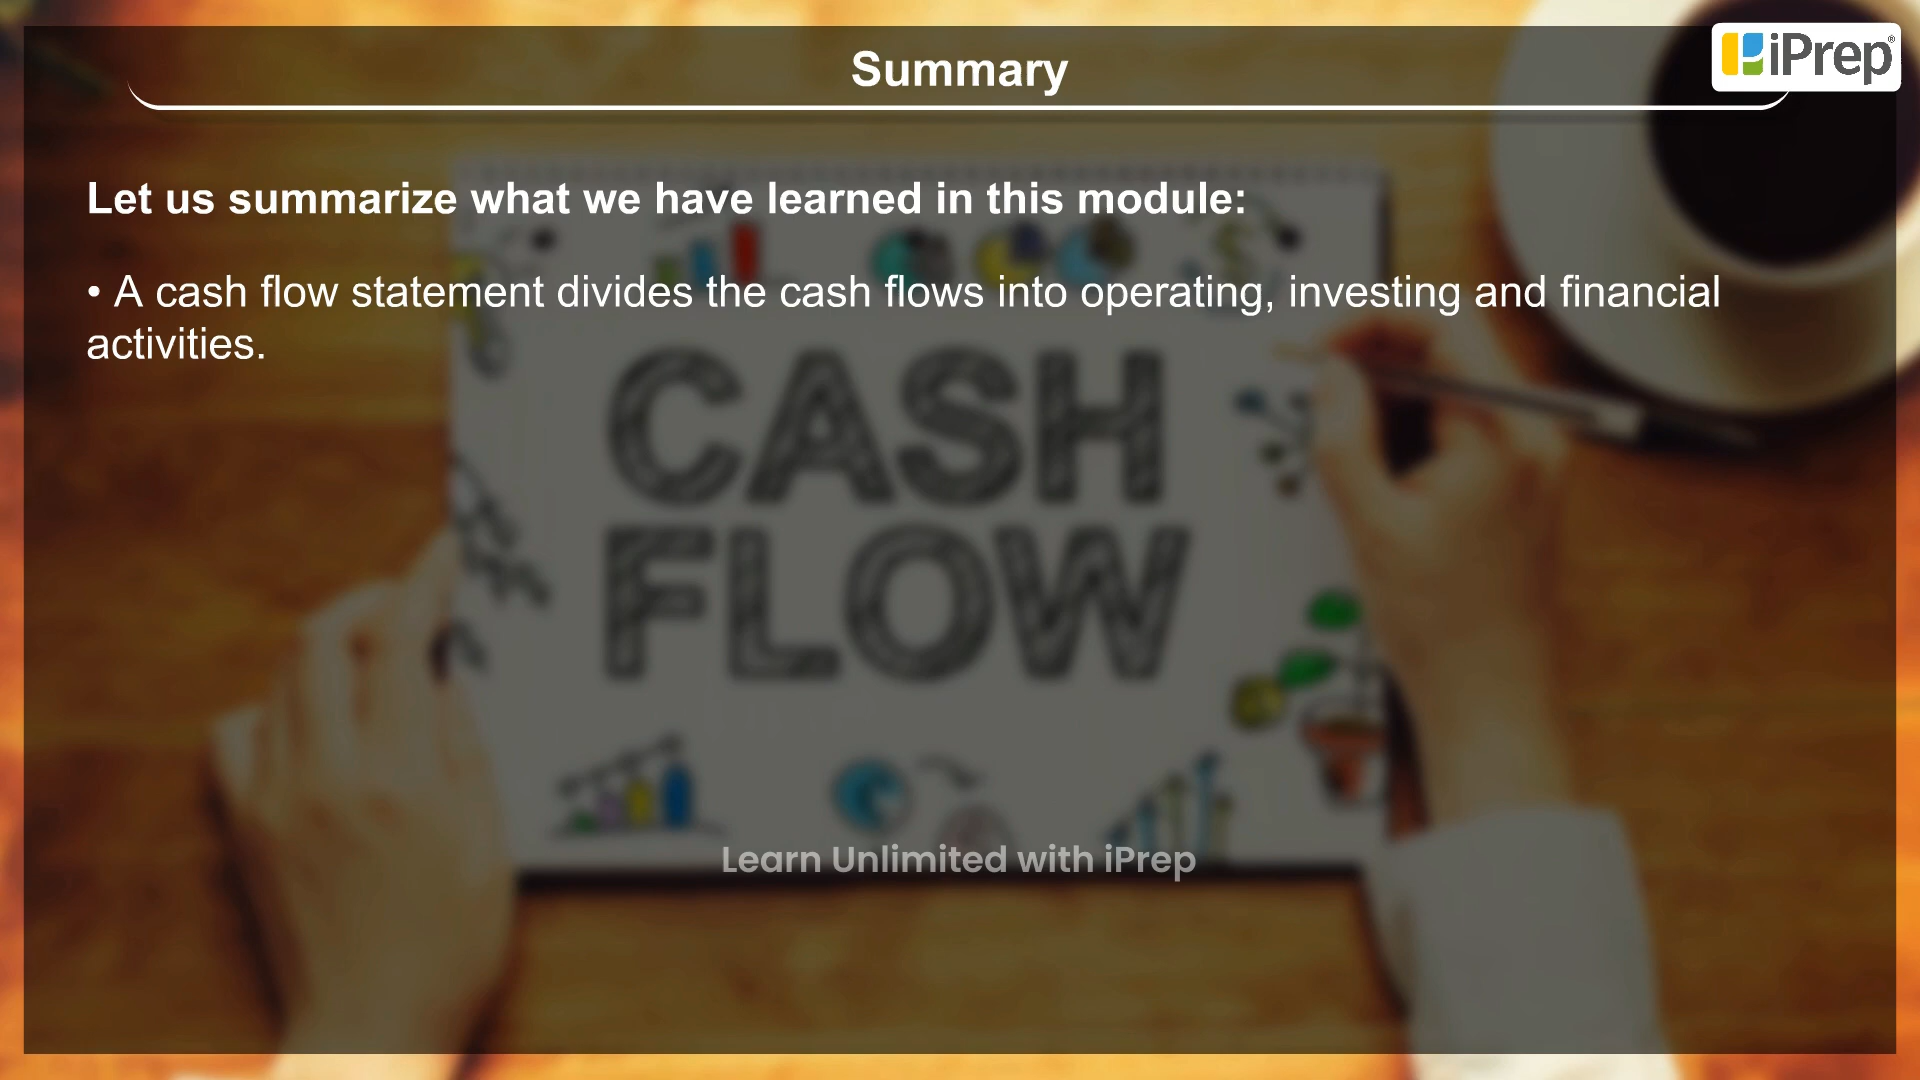 Summary
iPrep®
Let us summarize what we have learned in this module:
• A cash flow statement divides the cash flows into operating, investing and financial
activities.
CASH
FLOW
Learn Unlimited with iPrep